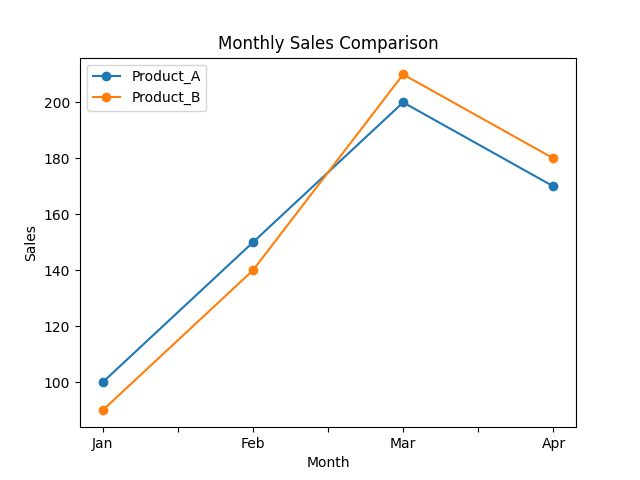 Monthly Sales Comparison
Product_A
Product_B
200
180
160
140
120
100
Sales
Jan Feb Mar Apr
Month